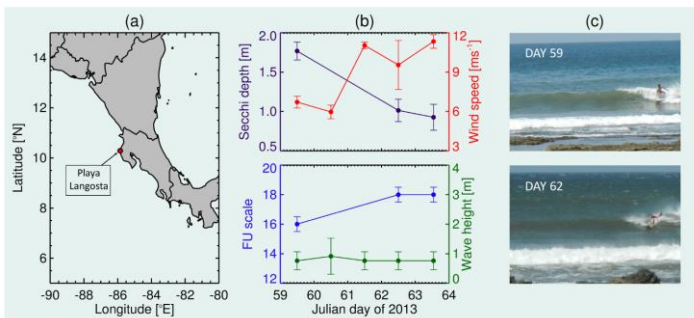 (a)
(b)
(c)
14
12
10
8
6
Latitude [°N]
Playa
Langosta
-90 -88 -86 -84 -82 -80
Longitude [°E]
2.0
1.5
1.0
0.5
Secchi depth [m]
12
9
6
3
Wind speed [ms-1]
20
18
16
14
12
FU scale
4
3
2
1
0
Wave height [m]
59 60 61 62 63 64
Julian day of 2013
DAY 59
DAY 62